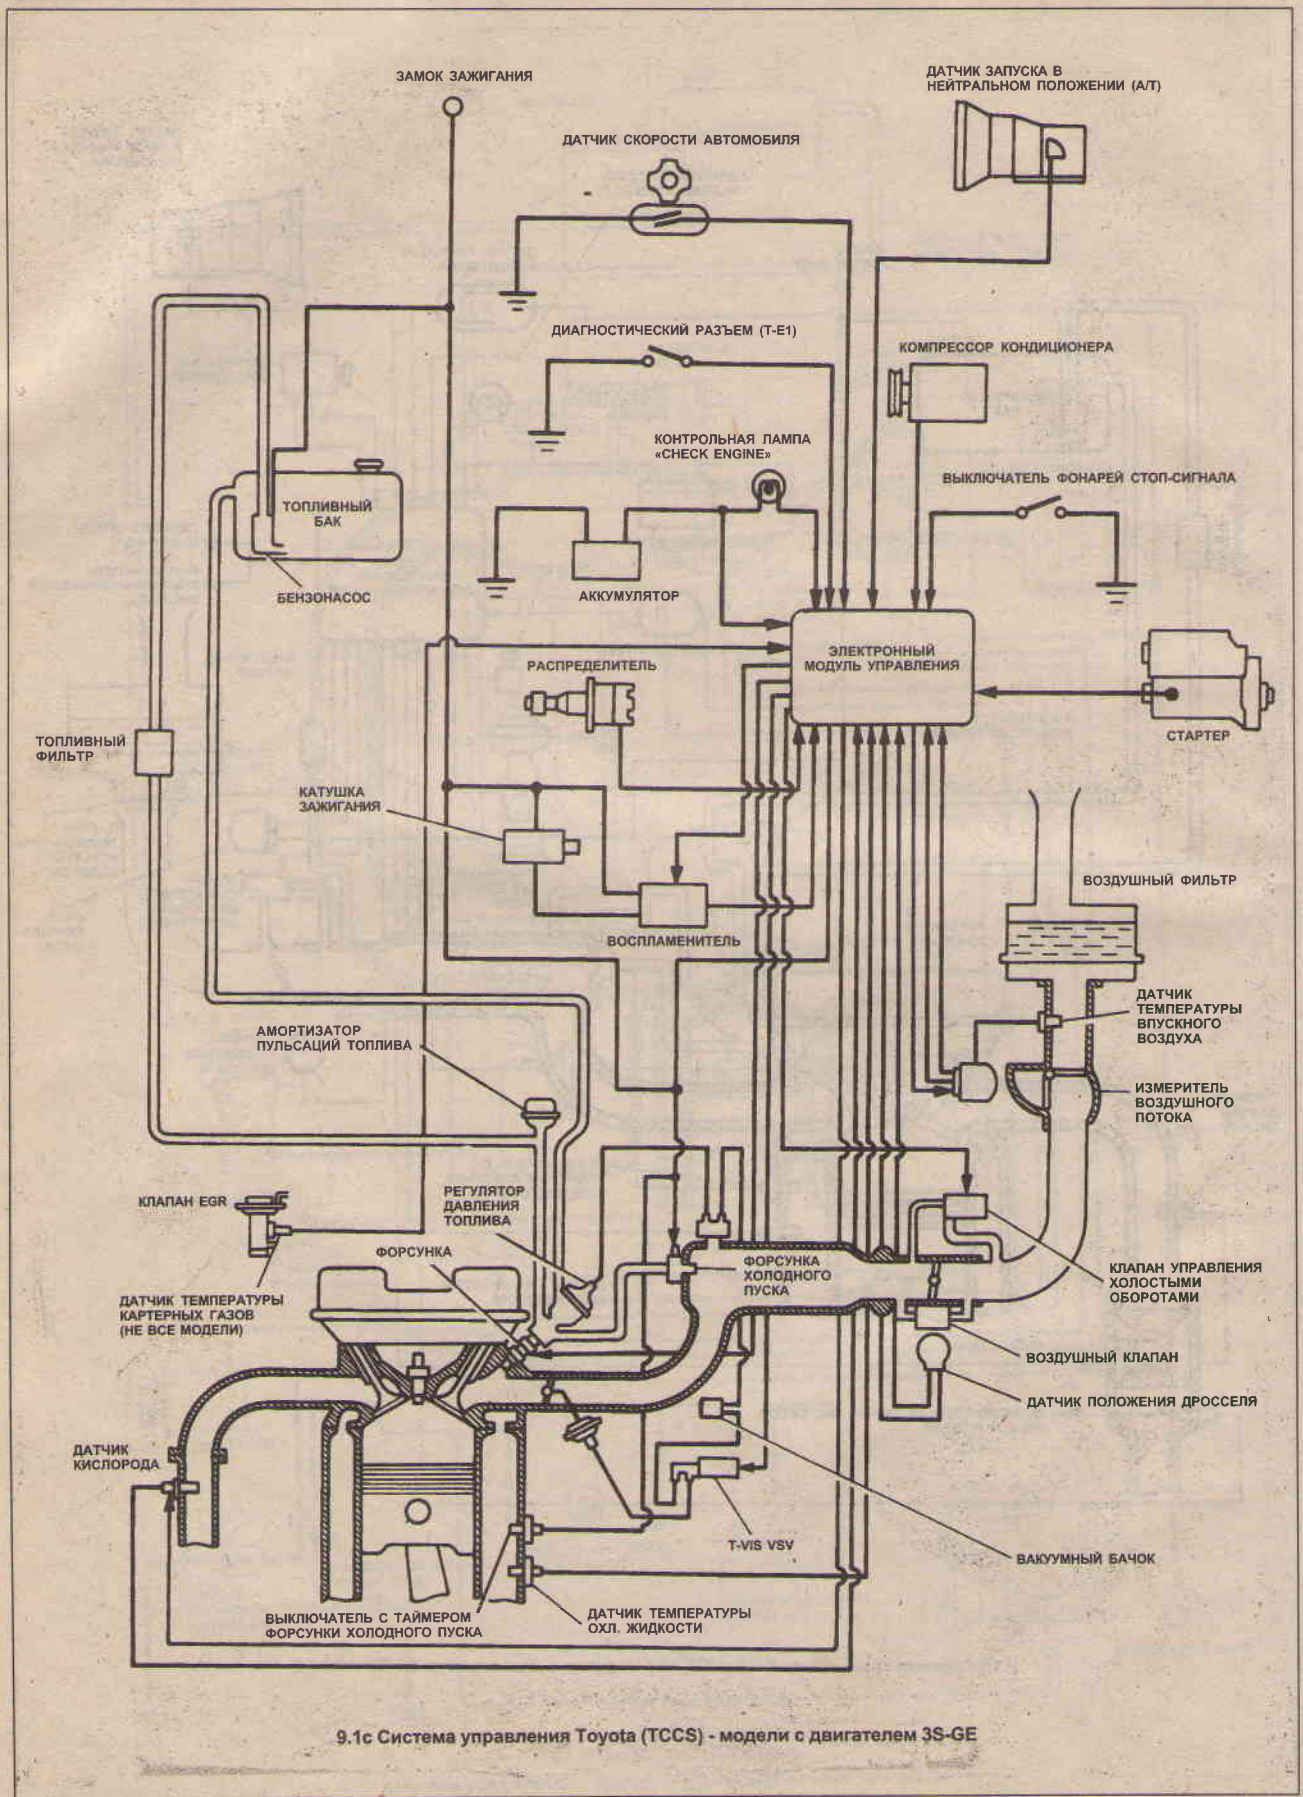 ЗАМОК ЗАЖИГАНИЯ
ДАТЧИК ЗАПУСКА В
НЕЙТРАЛЬНОМ ПОЛОЖЕНИИ (А/Т)
ДАТЧИК СКОРОСТИ АВТОМОБИЛЯ
ДИАГНОСТИЧЕСКИЙ РАЗЪЕМ (Т-Е1)
КОМПРЕССОР КОНДИЦИОНЕРА
КОНТРОЛЬНАЯ ЛАМПА
«CHECK ENGINE»
ВЫКЛЮЧАТЕЛЬ ФОНАРЕЙ СТОП-СИГНАЛА
ТОПЛИВНЫЙ
БАК
БЕНЗОНАСОС
АККУМУЛЯТОР
ЭЛЕКТРОННЫЙ
МОДУЛЬ УПРАВЛЕНИЯ
РАСПРЕДЕЛИТЕЛЬ
СТАРТЕР
ТОПЛИВНЫЙ
ФИЛЬТР
КАТУШКА
ЗАЖИГАНИЯ
ВОЗДУШНЫЙ ФИЛЬТР
ВОСПЛАМЕНИТЕЛЬ
ДАТЧИК
ТЕМПЕРАТУРЫ
ВПУСКНОГО
ВОЗДУХА
АМОРТИЗАТОР
ПУЛЬСАЦИЙ ТОПЛИВА
ИЗМЕРИТЕЛЬ
ВОЗДУШНОГО
ПОТОКА
КЛАПАН EGR
РЕГУЛЯТОР
ДАВЛЕНИЯ
ТОПЛИВА
ФОРСУНКА
ФОРСУНКА
ХОЛОДНОГО
ПУСКА
КЛАПАН УПРАВЛЕНИЯ
ХОЛОСТЫМИ
ОБОРОТАМИ
ДАТЧИК ТЕМПЕРАТУРЫ
КАРТЕРНЫХ ГАЗОВ
(НЕ ВСЕ МОДЕЛИ)
ВОЗДУШНЫЙ КЛАПАН
ДАТЧИК ПОЛОЖЕНИЯ ДРОССЕЛЯ
ДАТЧИК
КИСЛОРОДА
T-VIS VSV
ВАКУУМНЫЙ БАЧОК
ВЫКЛЮЧАТЕЛЬ С ТАЙМЕРОМ
ФОРСУНКИ ХОЛОДНОГО ПУСКА
ДАТЧИК ТЕМПЕРАТУРЫ
ОХЛ. ЖИДКОСТИ
9.1с Система управления Toyota (TCCS) - модели с двигателем 3S-GE